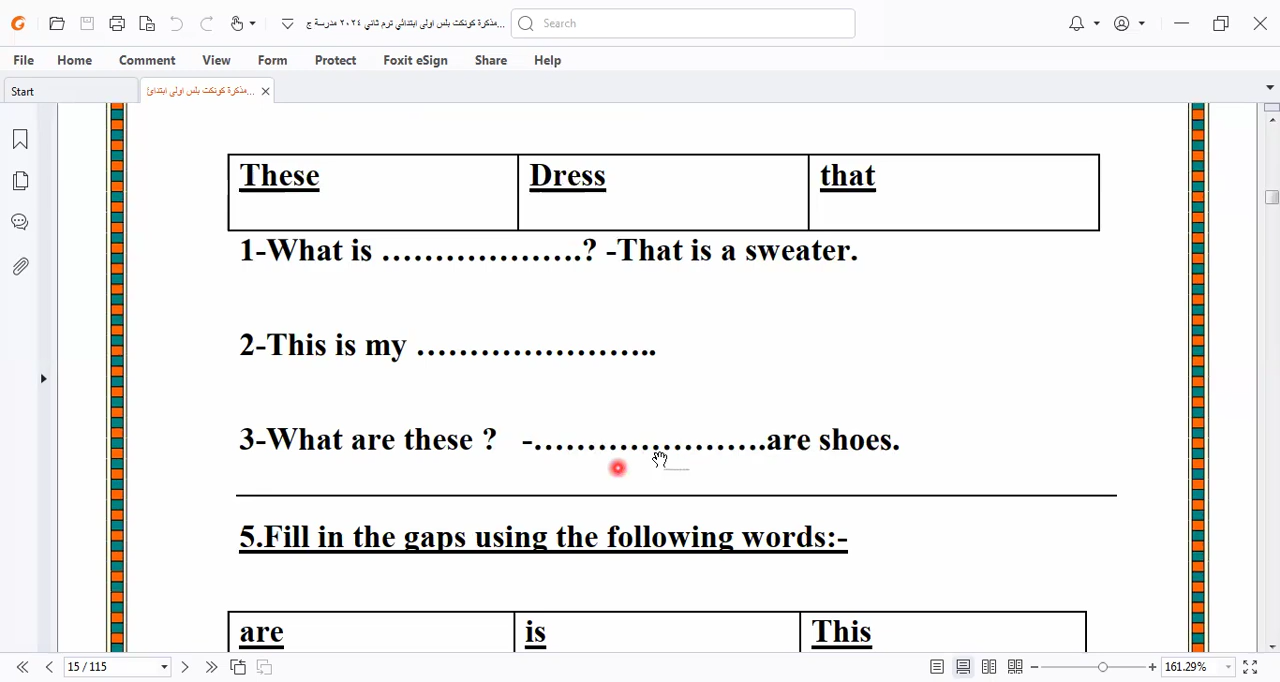 ...مذكرة كونكت بلس اولى ابتدائي ترم ثاني ٢٠٢٤ مدرسة ج
Search
File Home Comment View Form Protect Foxit eSign Share Help
Start
...مذكرة كونكت بلس اولى ابتدائ
These Dress that
1-What is ………………….? -That is a sweater.
2-This is my …………………..
3-What are these ? -………………….are shoes.
5.Fill in the gaps using the following words:-
are is This
15 / 115
161.29%